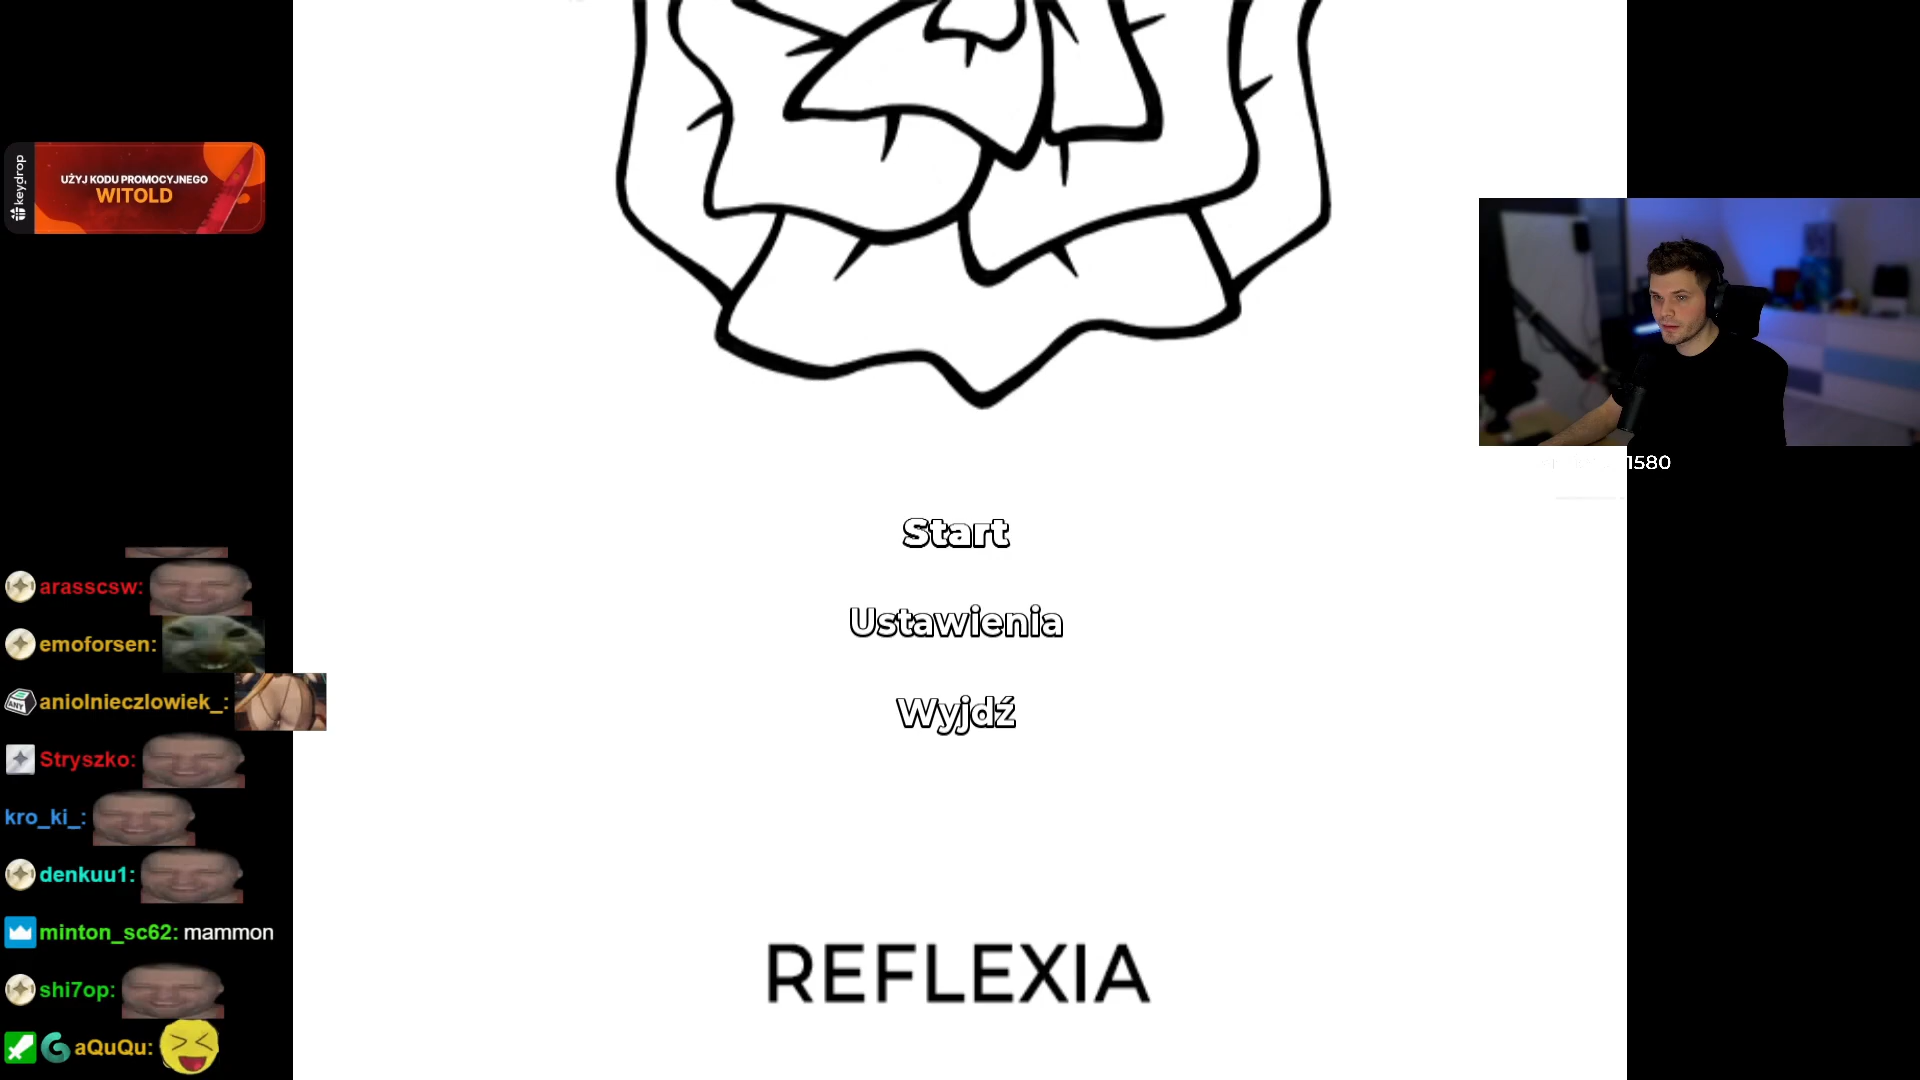 keydrop
UŻYJ KODU PROMOCYJNEGO
WITOLD
1580
Start
Ustawienia
Wyjdź
REFLEXIA
arasscsw:
emoforsen:
ANY
aniolnieczlowiek_:
Stryszko:
kro_ki_:
denkuu1:
minton_sc62: mammon
shi7op:
aQuQu: